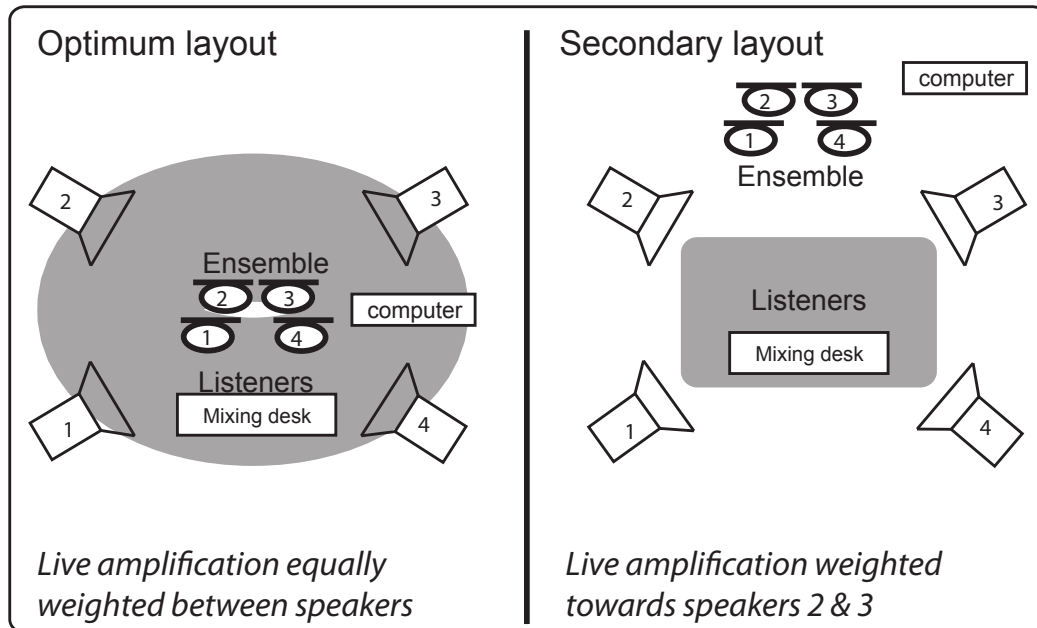 Optimum layout
2
3
Ensemble
2
3
computer
1
4
Listeners
Mixing desk
1
4
Live amplification equally
weighted between speakers
Secondary layout
computer
2
3
1
4
Ensemble
2
3
Listeners
Mixing desk
1
4
Live amplification weighted
towards speakers 2 & 3